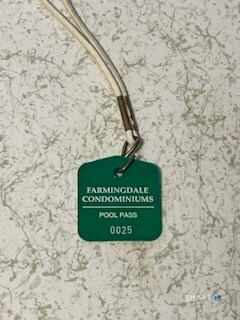 FARMINGDALE
CONDOMINIUMS
POOL PASS
0025